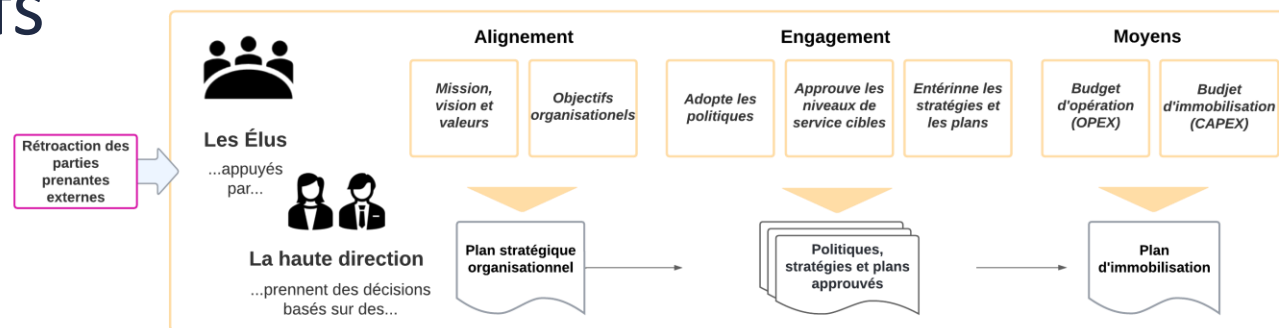 Rétroaction des
parties
prenantes
externes
Les Élus
...appuyés
par...
La haute direction
...prennent des décisions
basés sur des...
Alignement
Mission,
vision et
valeurs
Objectifs
organisationels
Plan stratégique
organisationnel
Engagement
Adopte les
politiques
Approuve les
niveaux de
service cibles
Entérinne les
stratégies et
les plans
Politiques,
stratégies et plans
approuvés
Moyens
Budget
d'opération
(OPEX)
Budjet
d'immobilisation
(CAPEX)
Plan
d'immobilisation